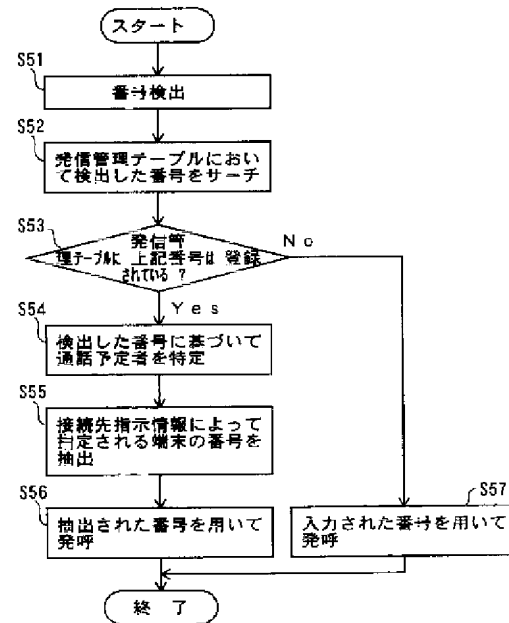 スタート
S51
番号検出
S52
発信管理テーブルにおい
て検出した番号をサーチ
S53
発信管
理テーブルに 上記番号は 登録
されている ?
No
Yes
S54
検出した番号に基づいて
通話予定者を特定
S55
接続先指示情報によって
指定される端末の番号を
抽出
S56
抽出された番号を用いて
発呼
S57
入力された番号を用いて
発呼
終 了